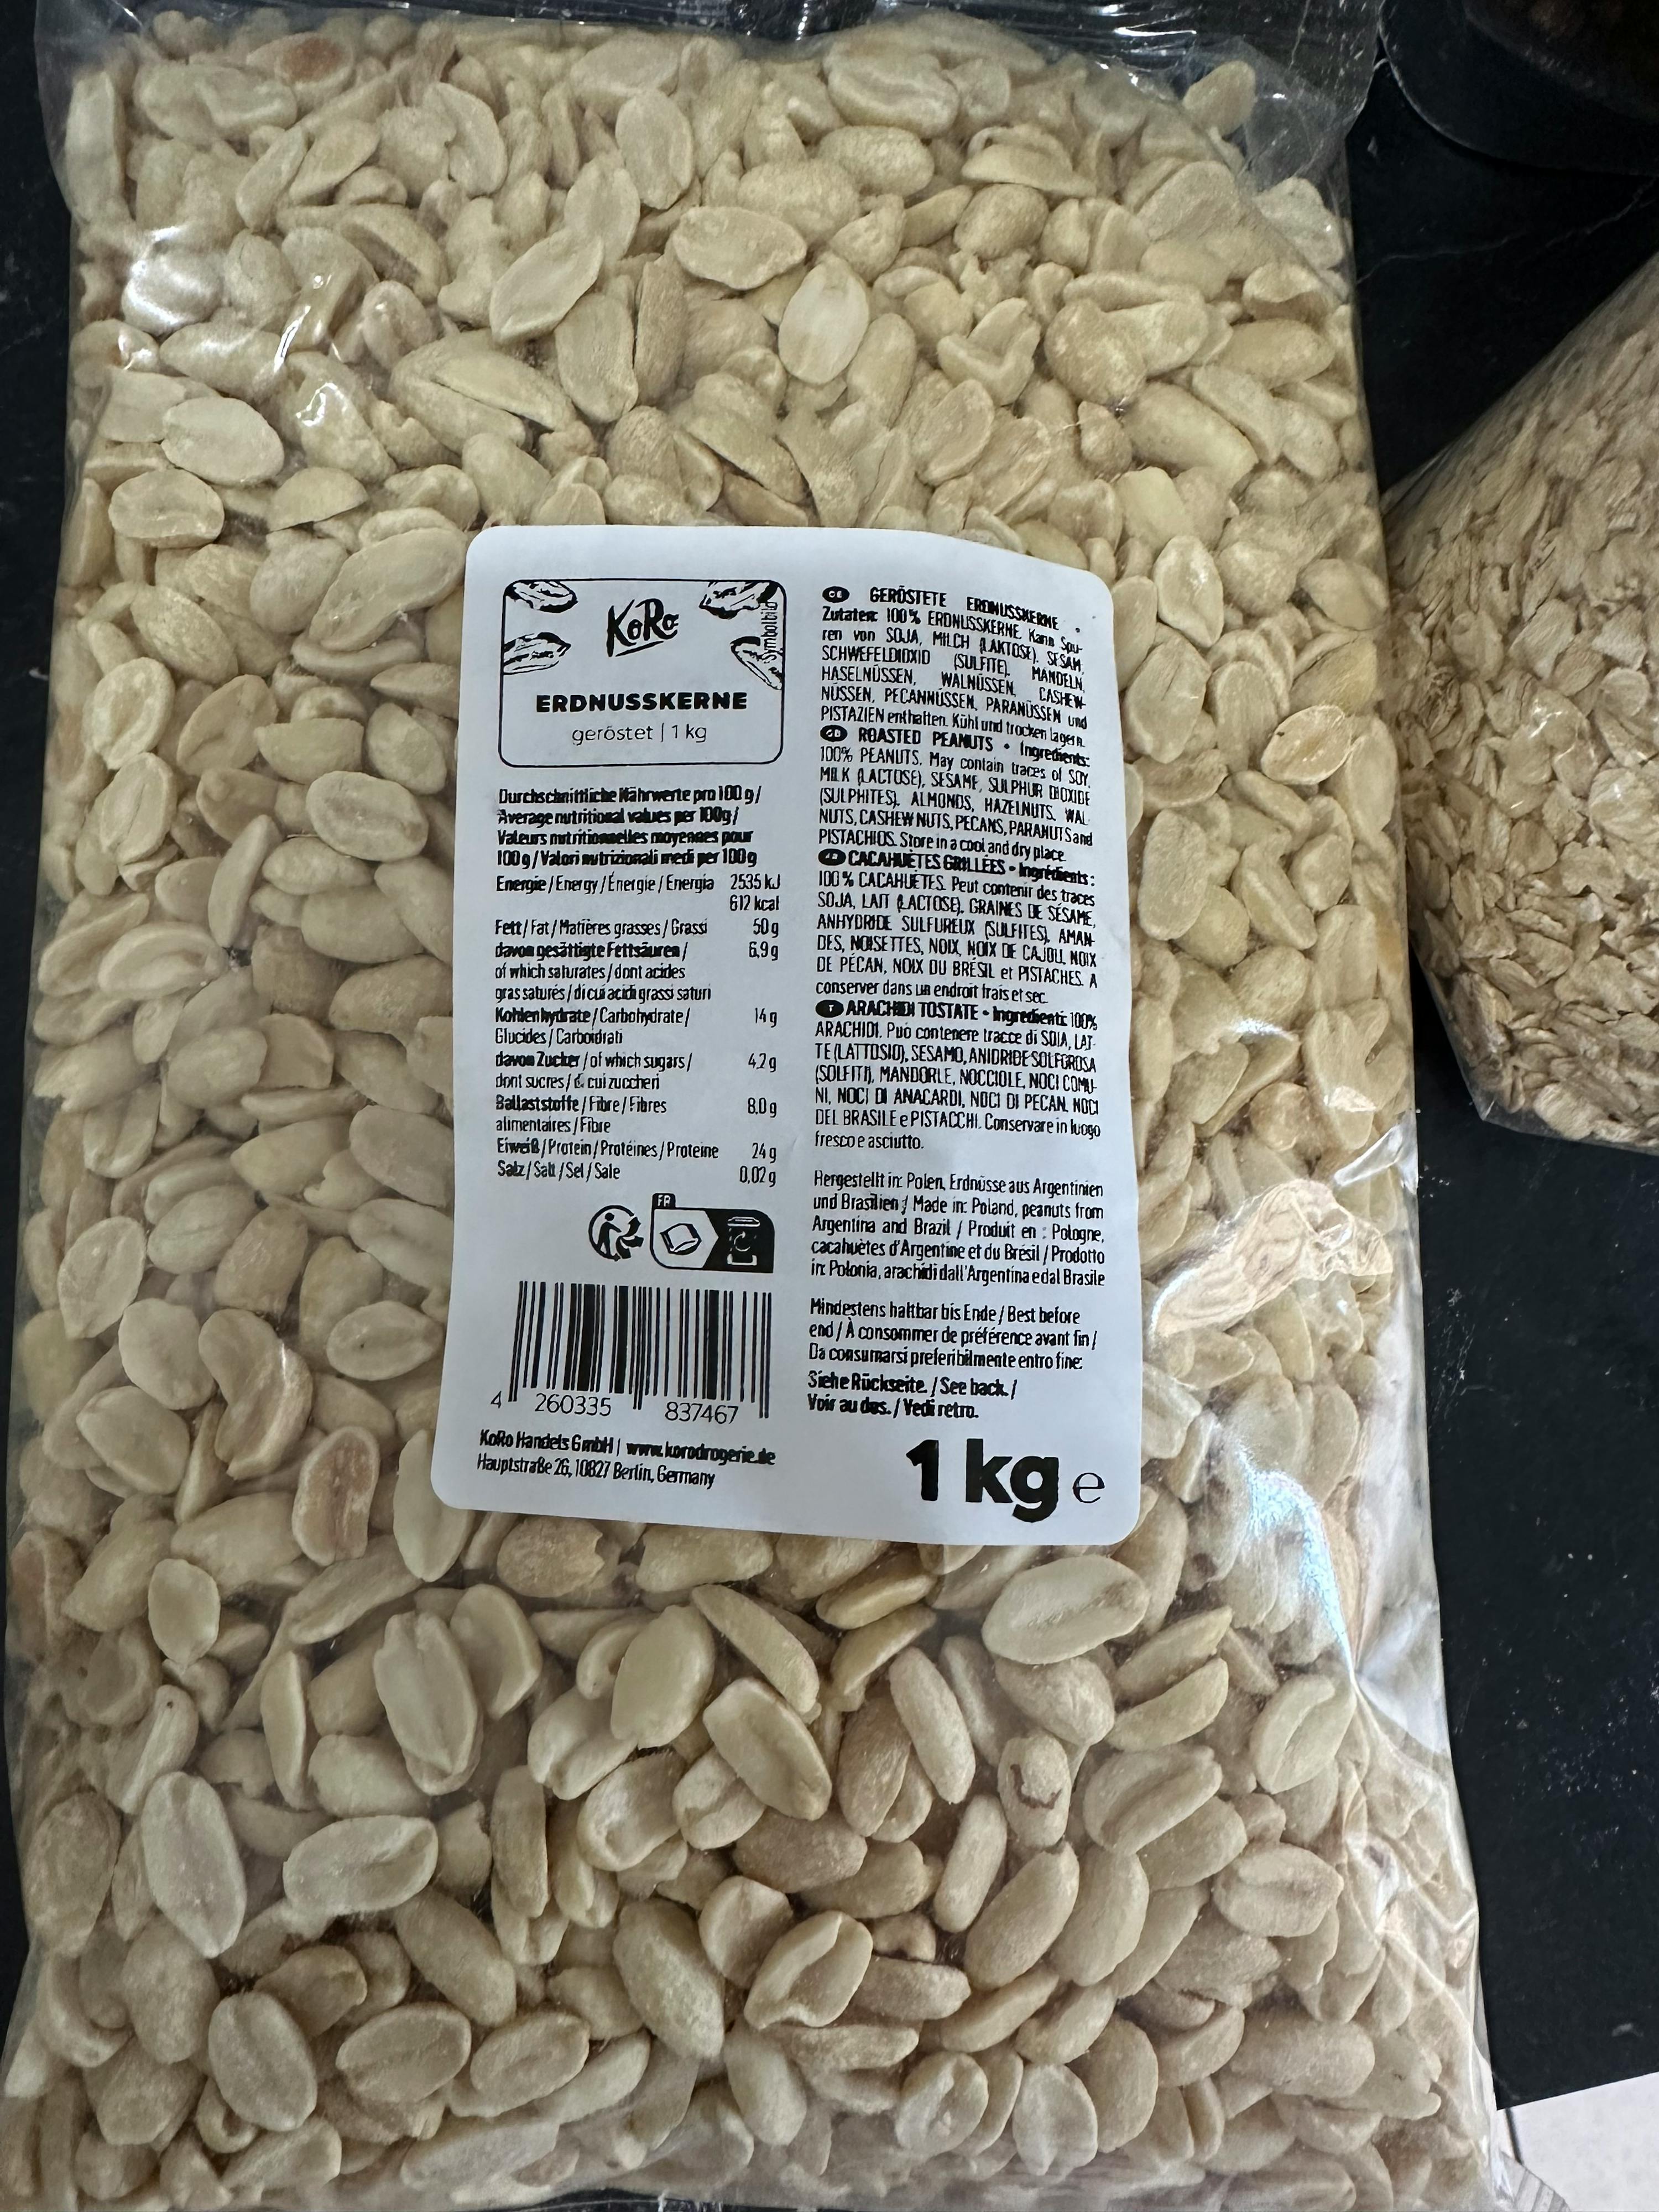 KoRo
Symbolbild
ERDNUSSKERNE
geröstet | 1 kg
Durchschnittliche Nährwerte pro 100 g/
Average nutritional values per 100g/
Valeurs nutritionnelles moyennes pour
100 g / Valori nutrizionali medi per 100g
Energie / Energy / Énergie / Energia 2535 kJ
612 kcal
Fett / Fat / Matières grasses / Grassi 50 g
davon gesättigte Fettsäuren / 6,9 g
of which saturates / dont acides
gras saturés / di cui acidi grassi saturi
Kohlenhydrate / Carbohydrate / 14 g
Glucides / Carboidrati
davon Zucker / of which sugars / 4,2 g
dont sucres / di cui zuccheri
Ballaststoffe / Fibre / Fibres 8,0 g
alimentaires / Fibre
Eiweiß / Protein / Protéines / Proteine 24 g
Salz / Salt / Sel / Sale 0,02 g
FR
4 260335 837467
KoRo Handels GmbH | www.korodrogerie.de
Hauptstraße 26, 10827 Berlin, Germany
DE GERÖSTETE ERDNUSSKERNE •
Zutaten: 100 % ERDNUSSKERNE. Kann Spu-
ren von SOJA, MILCH (LAKTOSE), SESAM,
SCHWEFELDIOXID (SULFITE), MANDELN,
HASELNÜSSEN, WALNÜSSEN, CASHEW-
NÜSSEN, PECANNÜSSEN, PARANÜSSEN und
PISTAZIEN enthalten. Kühl und trocken lagern.
GB ROASTED PEANUTS • Ingredients:
100% PEANUTS. May contain traces of SOY,
MILK (LACTOSE), SESAME, SULPHUR DIOXIDE
(SULPHITES), ALMONDS, HAZELNUTS, WAL-
NUTS, CASHEW NUTS, PECANS, PARANUTS and
PISTACHIOS. Store in a cool and dry place.
FR CACAHUÈTES GRILLÉES • Ingrédients :
100 % CACAHUÈTES. Peut contenir des traces
SOJA, LAIT (LACTOSE), GRAINES DE SÉSAME,
ANHYDRIDE SULFUREUX (SULFITES), AMAN-
DES, NOISETTES, NOIX, NOIX DE CAJOU, NOIX
DE PÉCAN, NOIX DU BRÉSIL et PISTACHES. A
conserver dans un endroit frais et sec.
IT ARACHIDI TOSTATE • Ingredienti: 100%
ARACHIDI. Può contenere tracce di SOIA, LAT-
TE (LATTOSIO), SESAMO, ANIDRIDE SOLFOROSA
(SOLFITI), MANDORLE, NOCCIOLE, NOCI COMU-
NI, NOCI DI ANACARDI, NOCI DI PECAN, NOCI
DEL BRASILE e PISTACCHI. Conservare in luogo
fresco e asciutto.
Hergestellt in: Polen, Erdnüsse aus Argentinien
und Brasilien / Made in: Poland, peanuts from
Argentina and Brazil / Produit en : Pologne,
cacahuètes d'Argentine et du Brésil / Prodotto
in: Polonia, arachidi dall'Argentina e dal Brasile
Mindestens haltbar bis Ende / Best before
end / À consommer de préférence avant fin /
Da consumarsi preferibilmente entro fine:
Siehe Rückseite. / See back. /
Voir au dos. / Vedi retro.
1 kg e